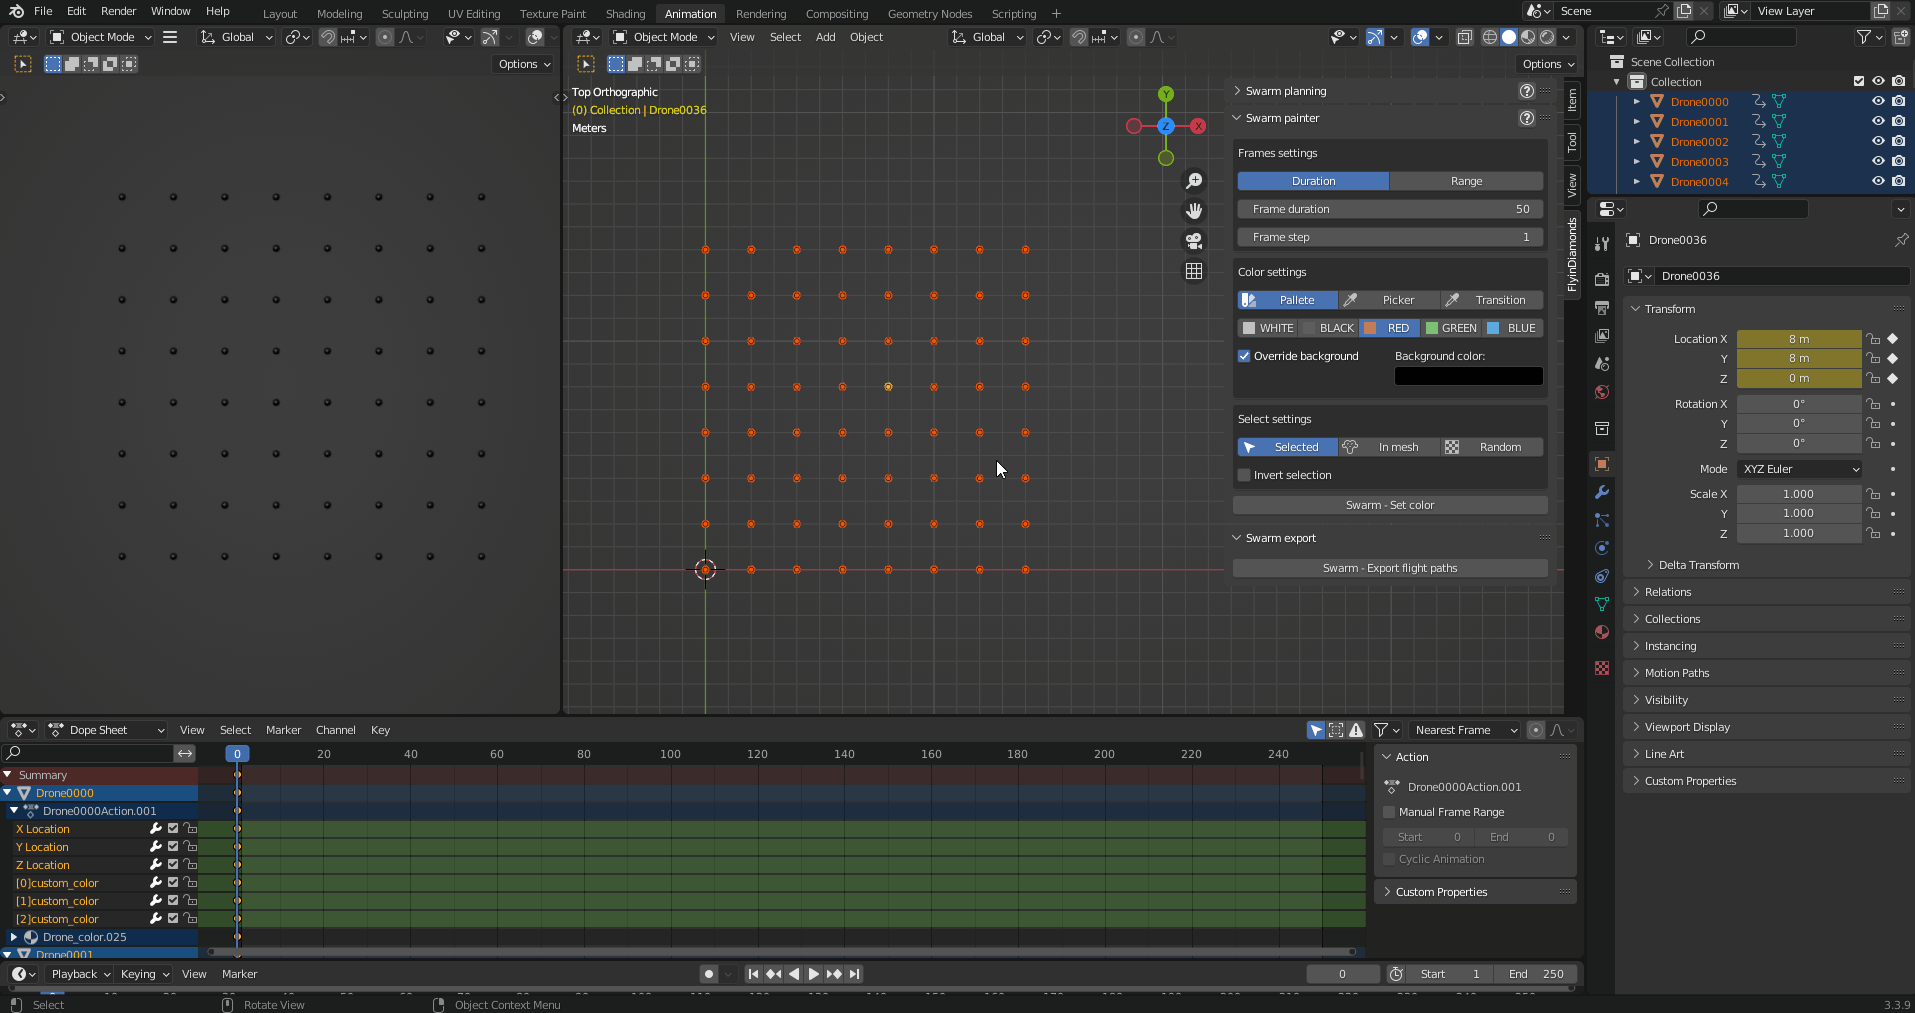 File Edit Render Window Help Layout Modeling Sculpting UV Editing Texture Paint Shading Animation Rendering Compositing Geometry Nodes Scripting + Scene View Layer
Object Mode Global Object Mode View Select Add Object Global
Options Options
Top Orthographic
(0) Collection | Drone0036
Meters
Y
Z X
Swarm planning
Swarm painter
Frames settings
Duration Range
Frame duration 50
Frame step 1
Color settings
Pallete Picker Transition
WHITE BLACK RED GREEN BLUE
Override background Background color:
Select settings
Selected In mesh Random
Invert selection
Swarm - Set color
Swarm export
Swarm - Export flight paths
Item
Tool
View
FlyinDiamonds
Scene Collection
Collection
Drone0000
Drone0001
Drone0002
Drone0003
Drone0004
Drone0036
Drone0036
Transform
Location X 8 m
Y 8 m
Z 0 m
Rotation X 0°
Y 0°
Z 0°
Mode XYZ Euler
Scale X 1.000
Y 1.000
Z 1.000
Delta Transform
Relations
Collections
Instancing
Motion Paths
Visibility
Viewport Display
Line Art
Custom Properties
Dope Sheet View Select Marker Channel Key Nearest Frame
0 20 40 60 80 100 120 140 160 180 200 220 240
Summary
Drone0000
Drone0000Action.001
X Location
Y Location
Z Location
[0]custom_color
[1]custom_color
[2]custom_color
Drone_color.025
Drone0001
Action
Drone0000Action.001
Manual Frame Range
Start 0 End 0
Cyclic Animation
Custom Properties
Playback Keying View Marker 0 Start 1 End 250
Select Rotate View Object Context Menu 3.3.9